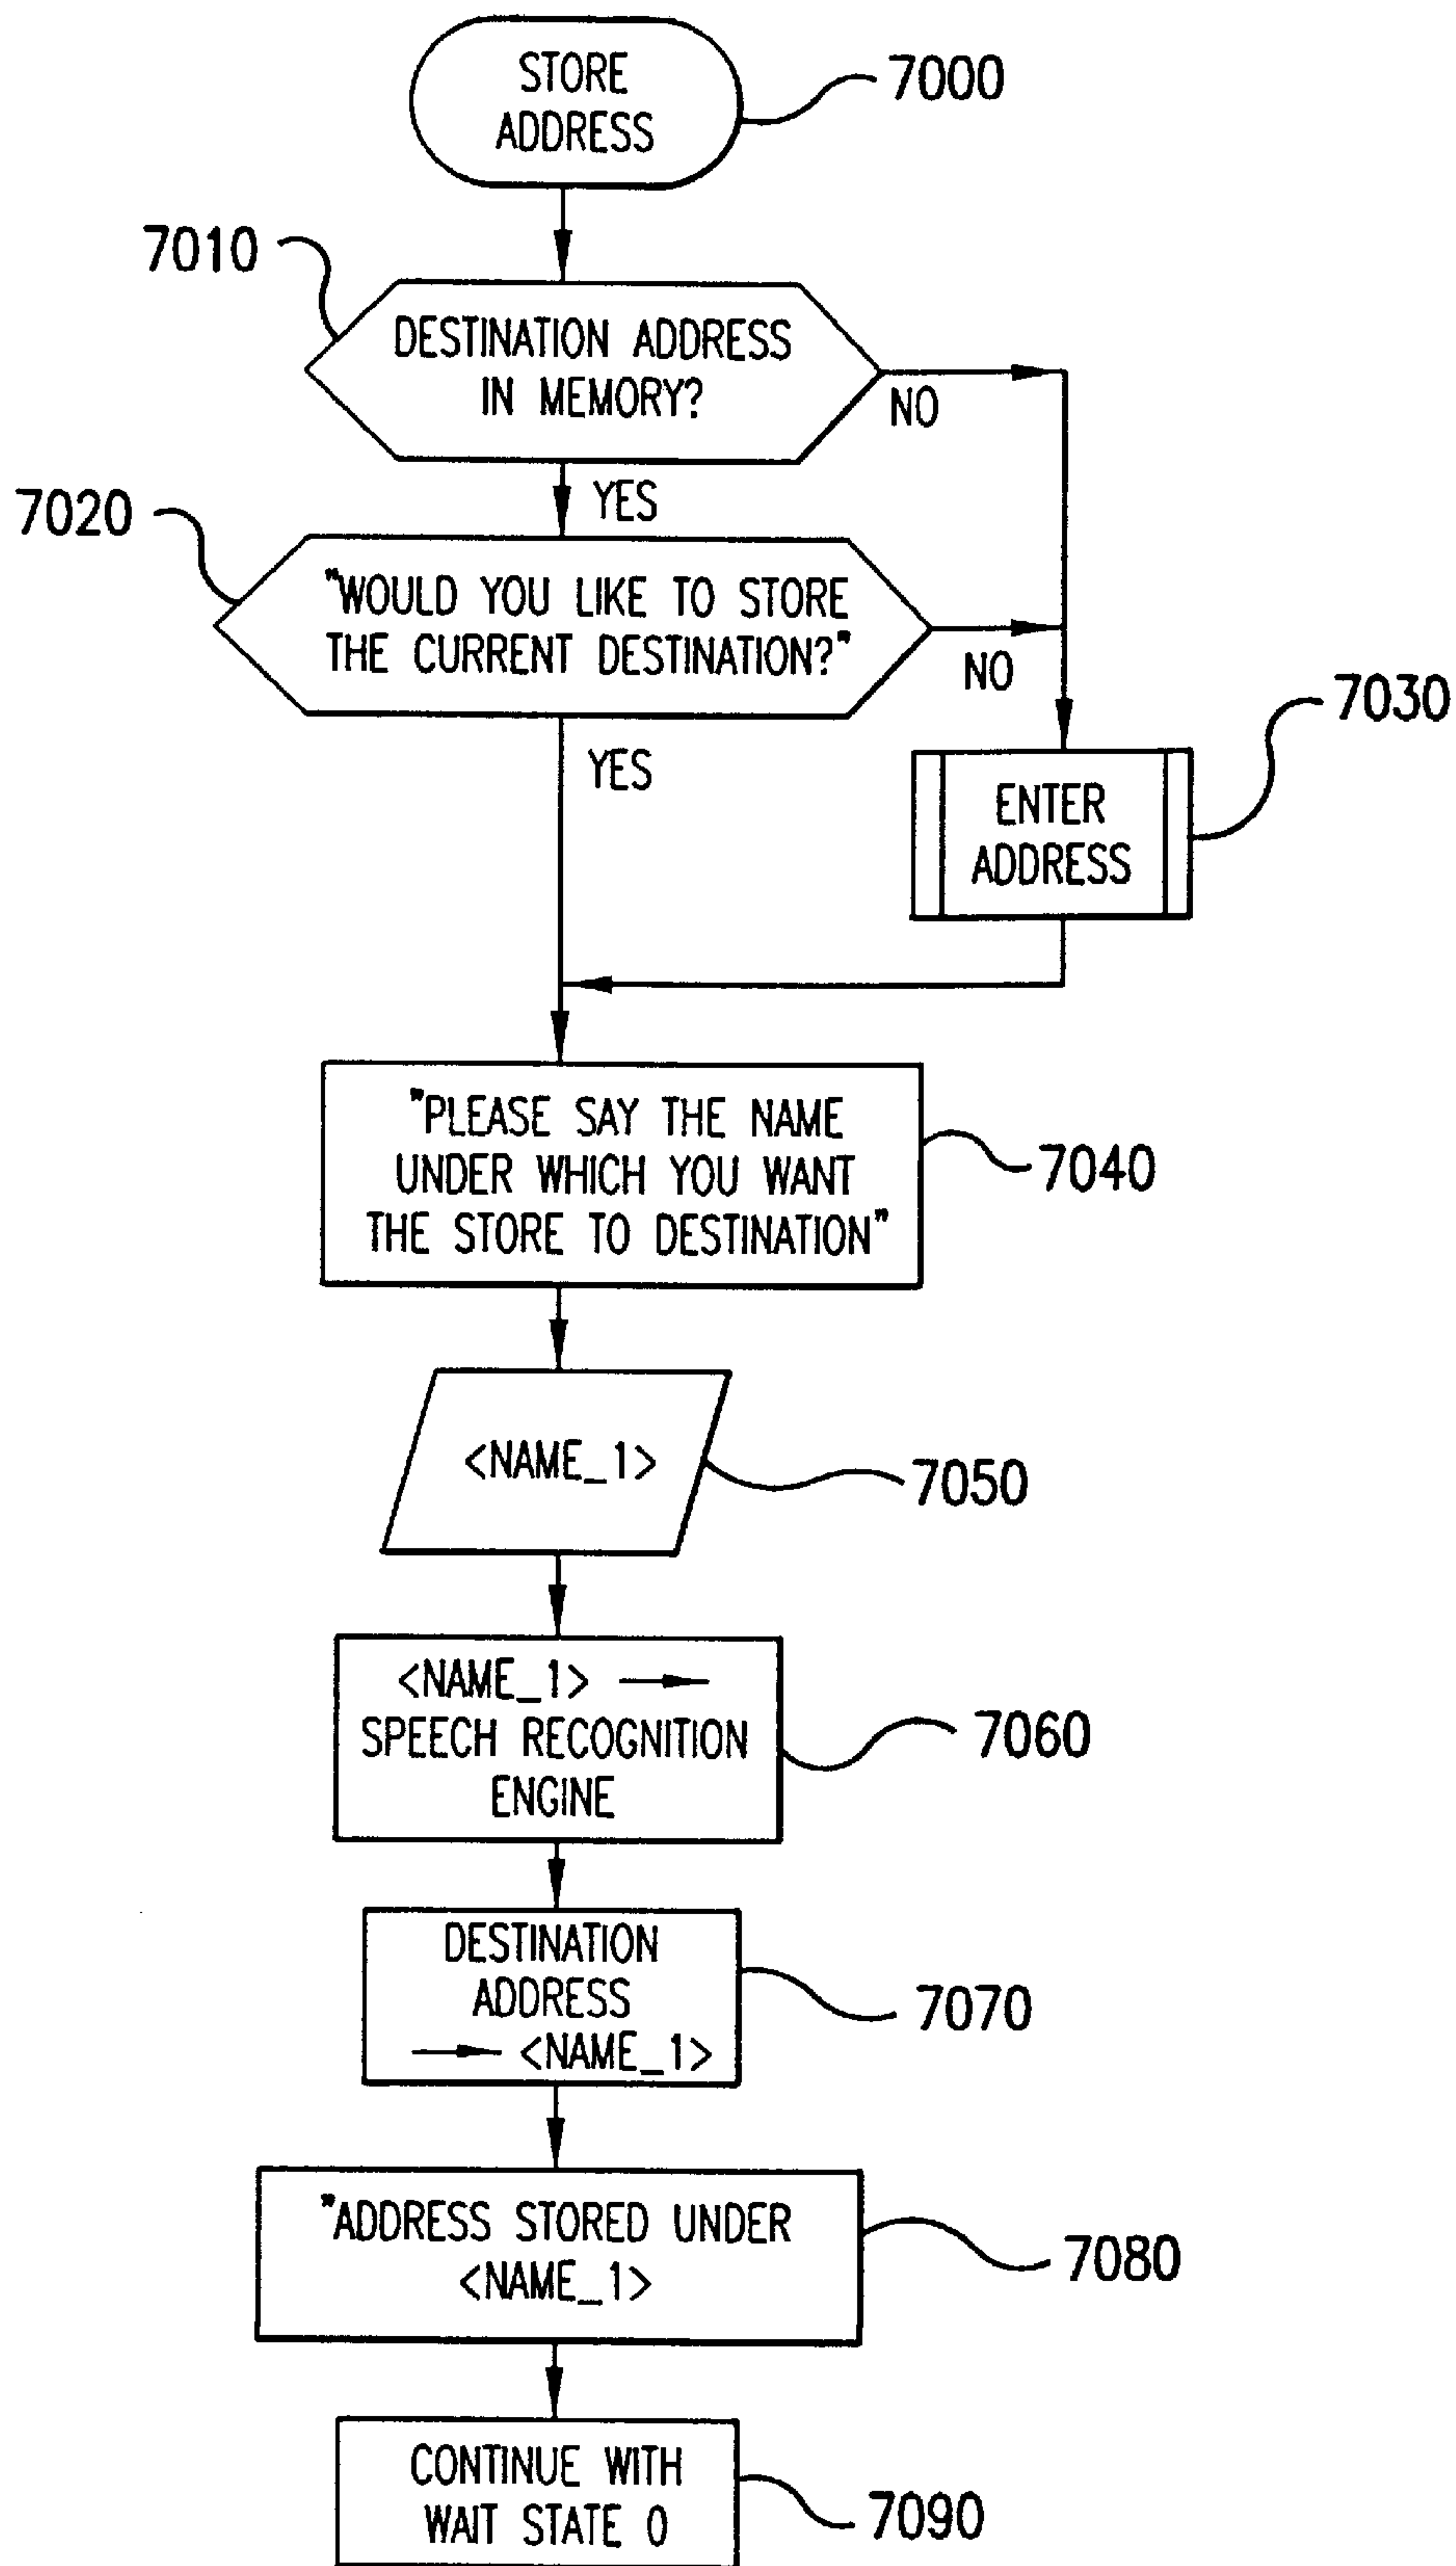 STORE
ADDRESS
7000
7010
DESTINATION ADDRESS
IN MEMORY?
NO
YES
7020
"WOULD YOU LIKE TO STORE
THE CURRENT DESTINATION?"
NO
YES
7030
ENTER
ADDRESS
"PLEASE SAY THE NAME
UNDER WHICH YOU WANT
THE STORE TO DESTINATION"
7040
<NAME_1>
7050
<NAME_1> →
SPEECH RECOGNITION
ENGINE
7060
DESTINATION
ADDRESS
→ <NAME_1>
7070
"ADDRESS STORED UNDER
<NAME_1>
7080
CONTINUE WITH
WAIT STATE 0
7090